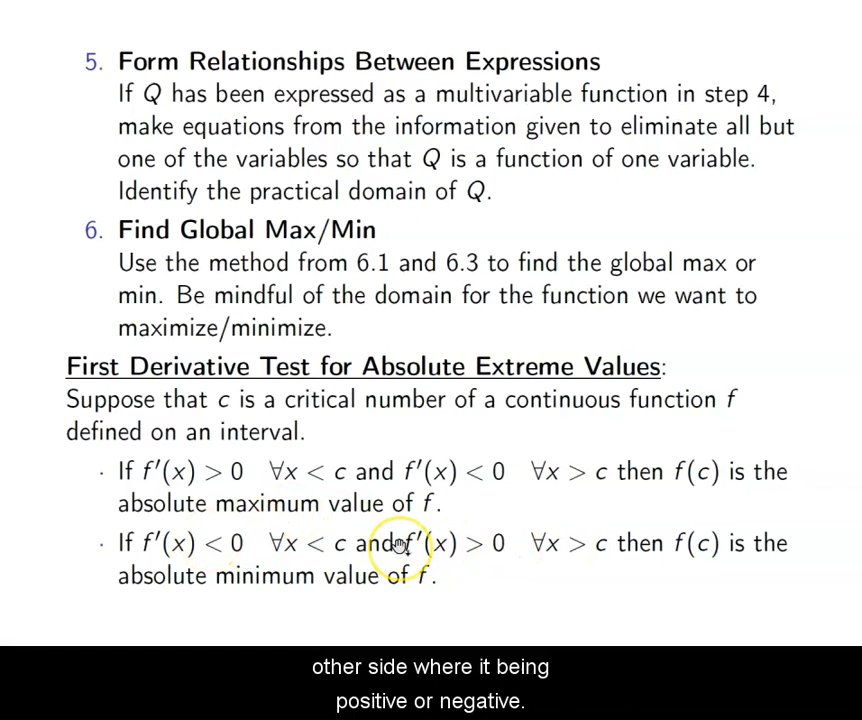 5. Form Relationships Between Expressions
If Q has been expressed as a multivariable function in step 4,
make equations from the information given to eliminate all but
one of the variables so that Q is a function of one variable.
Identify the practical domain of Q.
6. Find Global Max/Min
Use the method from 6.1 and 6.3 to find the global max or
min. Be mindful of the domain for the function we want to
maximize/minimize.
First Derivative Test for Absolute Extreme Values:
Suppose that c is a critical number of a continuous function f
defined on an interval.
· If f′(x) > 0 ∀x < c and f′(x) < 0 ∀x > c then f(c) is the
absolute maximum value of f.
· If f′(x) < 0 ∀x < c and f′(x) > 0 ∀x > c then f(c) is the
absolute minimum value of f.
other side where it being
positive or negative.